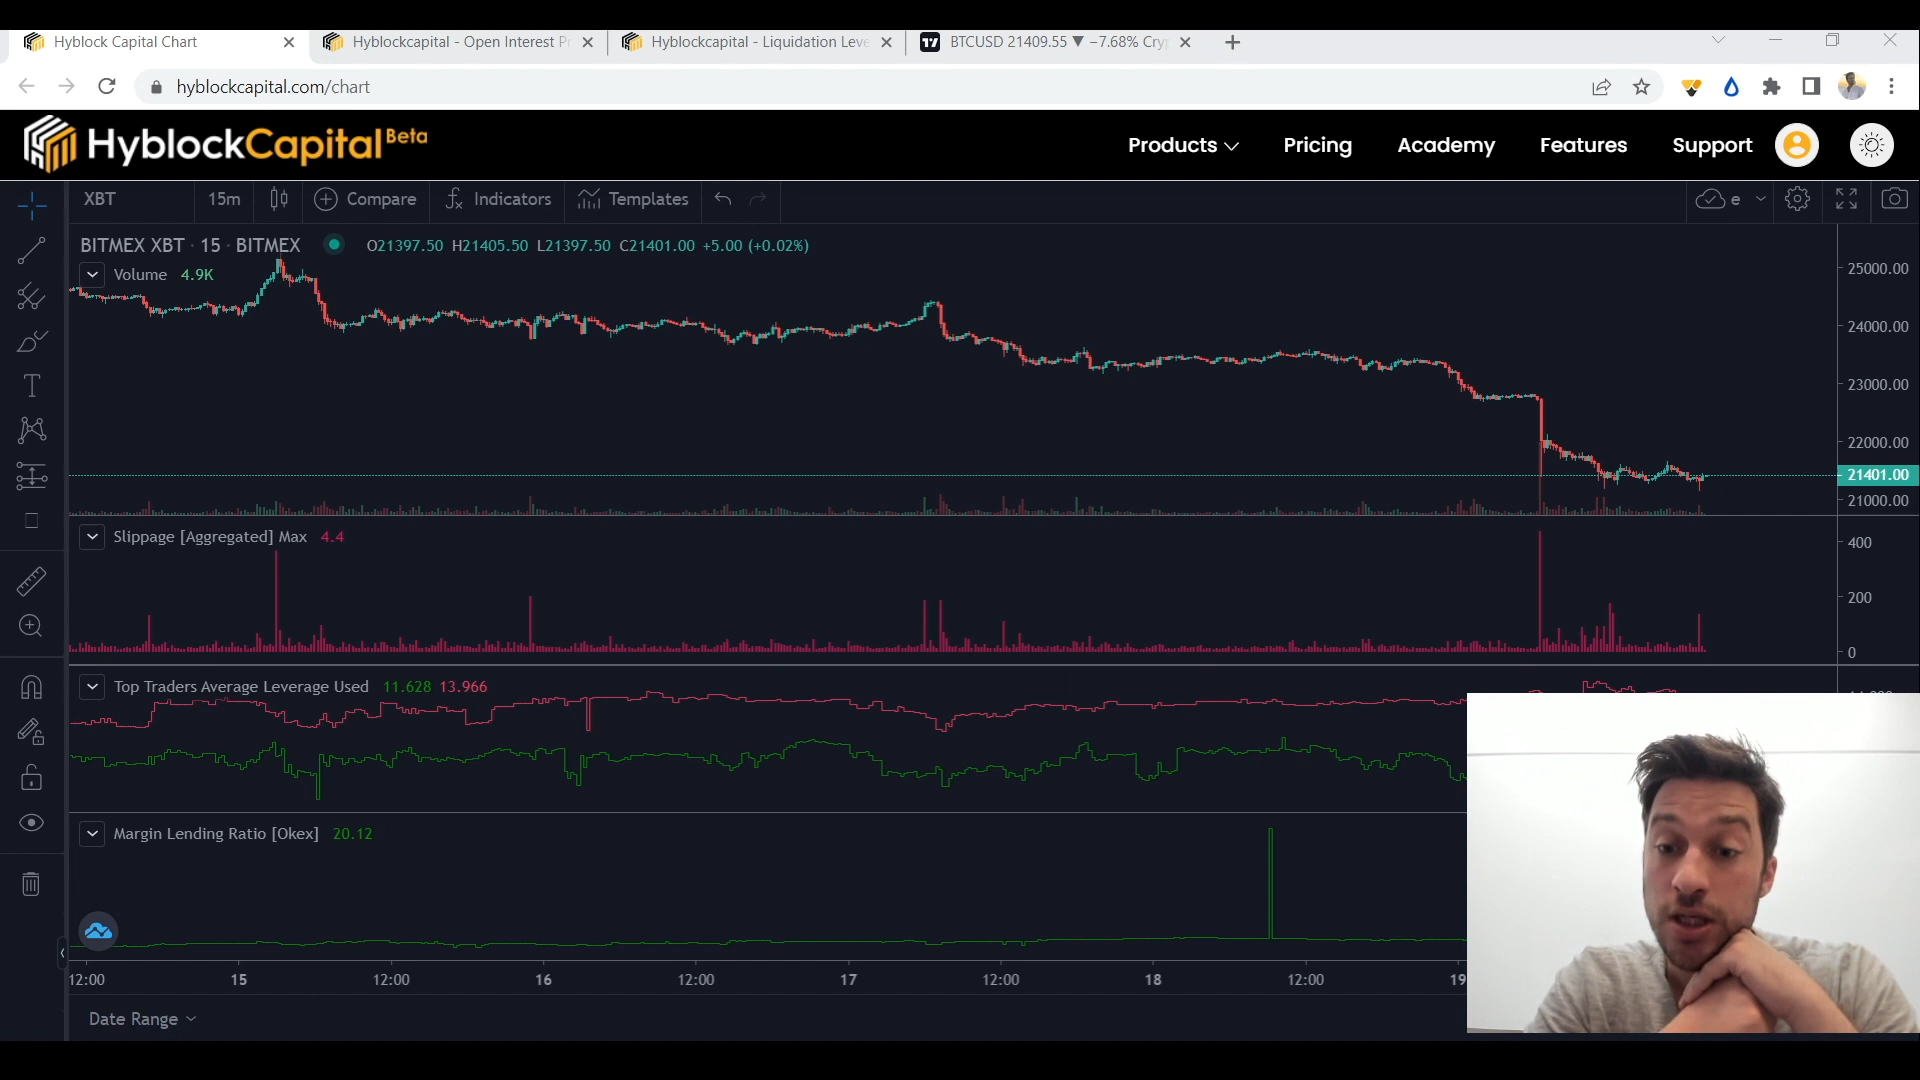 Hyblock Capital Chart
Hyblockcapital - Open Interest P
Hyblockcapital - Liquidation Leve
BTCUSD 21409.55 ▼ −7.68% Cry
hyblockcapital.com/chart
HyblockCapital Beta
Products
Pricing
Academy
Features
Support
XBT
15m
Compare
Indicators
Templates
e
BITMEX XBT · 15 · BITMEX
O21397.50 H21405.50 L21397.50 C21401.00 +5.00 (+0.02%)
Volume 4.9K
25000.00
24000.00
23000.00
22000.00
21401.00
21000.00
Slippage [Aggregated] Max 4.4
400
200
0
Top Traders Average Leverage Used 11.628 13.966
Margin Lending Ratio [Okex] 20.12
12:00 15 12:00 16 12:00 17 12:00 18 12:00 19
Date Range